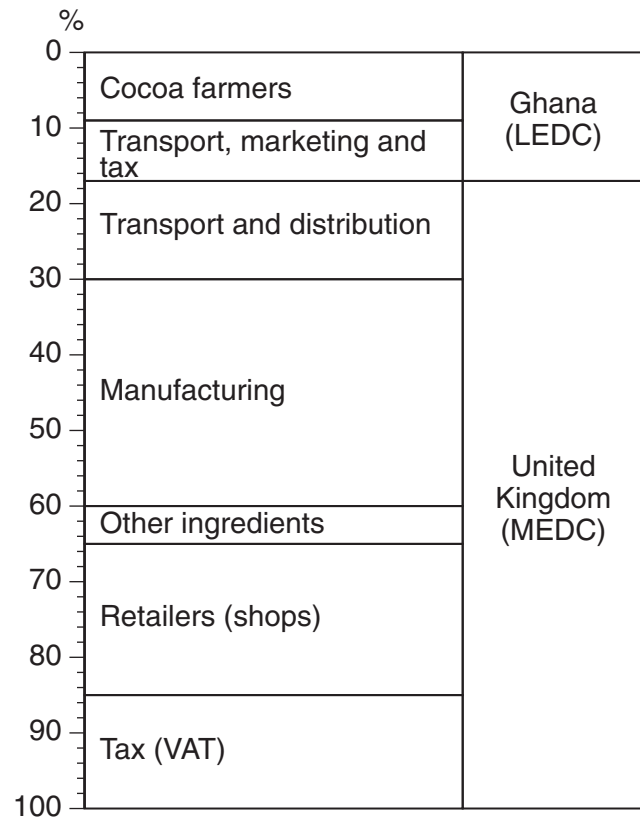 %
0
Cocoa farmers
Ghana
(LEDC)
10
Transport, marketing and
tax
20
Transport and distribution
30
40
Manufacturing
50
United
Kingdom
(MEDC)
60
Other ingredients
70
Retailers (shops)
80
90
Tax (VAT)
100